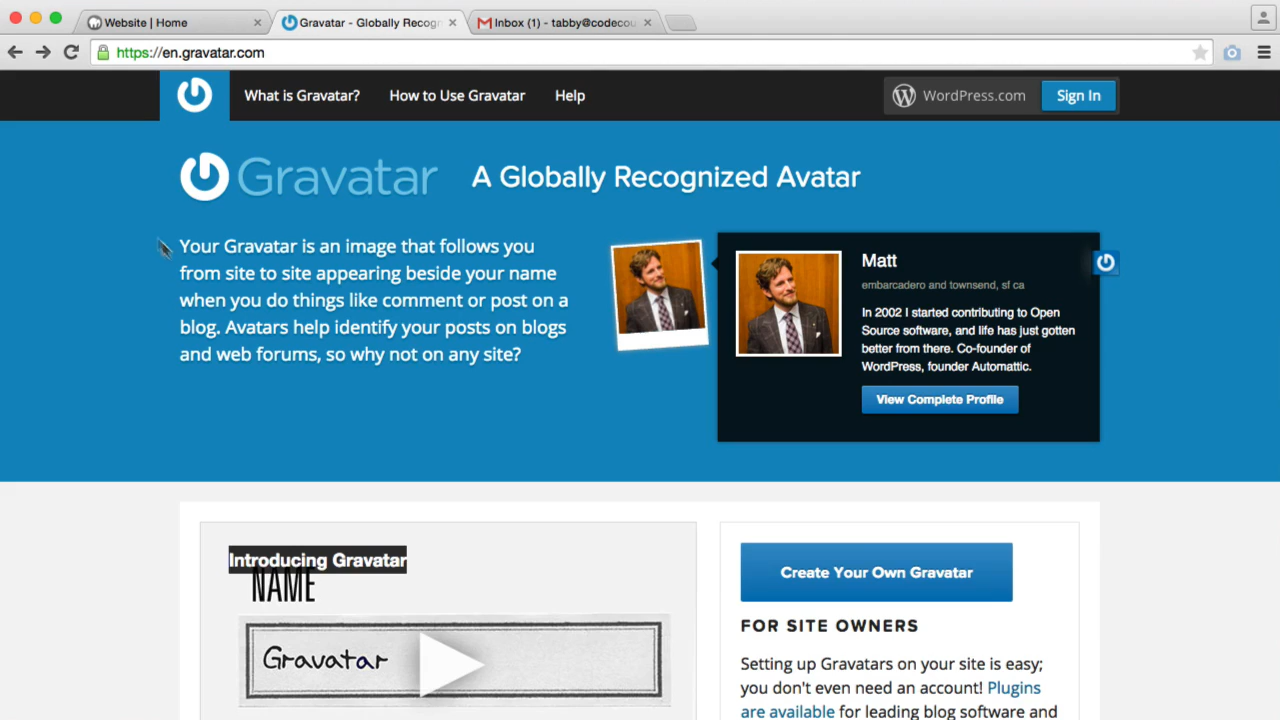 Website | Home
Gravatar - Globally Recogn
Inbox (1) - tabby@codecou
https://en.gravatar.com
What is Gravatar?
How to Use Gravatar
Help
WordPress.com
Sign In
Gravatar
A Globally Recognized Avatar
Your Gravatar is an image that follows you
from site to site appearing beside your name
when you do things like comment or post on a
blog. Avatars help identify your posts on blogs
and web forums, so why not on any site?
Matt
embarcadero and townsend, sf ca
In 2002 I started contributing to Open
Source software, and life has just gotten
better from there. Co-founder of
WordPress, founder Automattic.
View Complete Profile
Introducing Gravatar
NAME
Gravatar
Create Your Own Gravatar
FOR SITE OWNERS
Setting up Gravatars on your site is easy;
you don't even need an account! Plugins
are available for leading blog software and